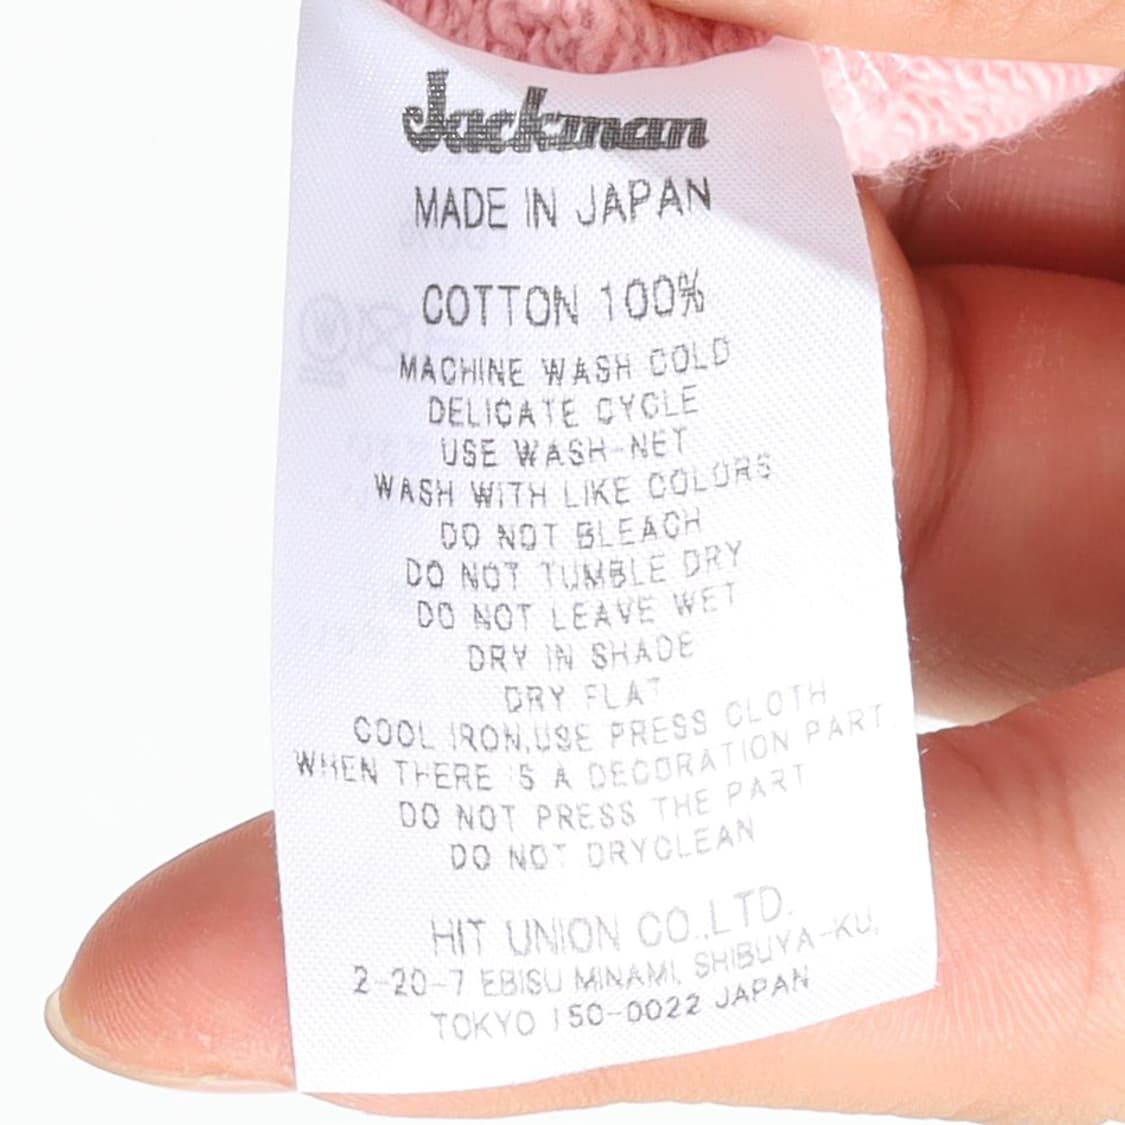 Jackman
MADE IN JAPAN
COTTON 100%
MACHINE WASH COLD
DELICATE CYCLE
USE WASH-NET
WASH WITH LIKE COLORS
DO NOT BLEACH
DO NOT TUMBLE DRY
DO NOT LEAVE WET
DRY IN SHADE
DRY FLAT
COOL IRON,USE PRESS CLOTH
WHEN THERE IS A DECORATION PART
DO NOT PRESS THE PART
DO NOT DRYCLEAN
HIT UNION CO.,LTD.
2-20-7 EBISU MINAMI, SHIBUYA-KU,
TOKYO 150-0022 JAPAN